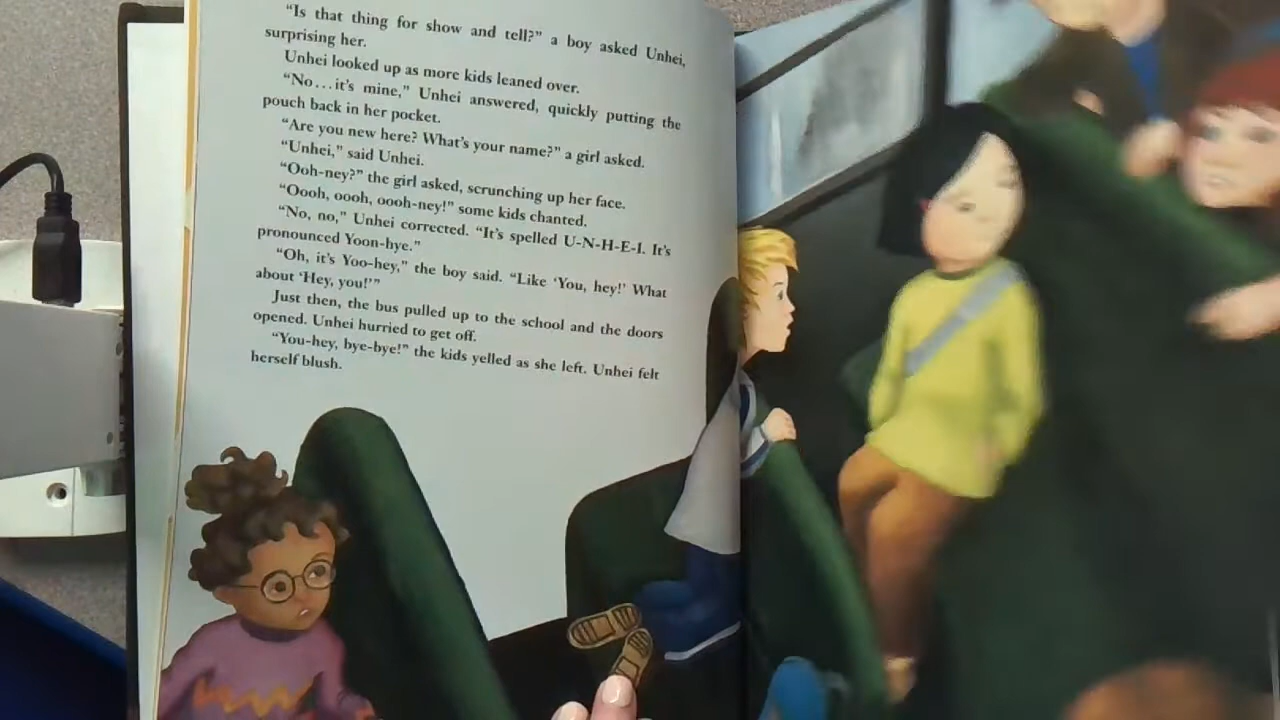 “Is that thing for show and tell?” a boy asked Unhei,
surprising her.
Unhei looked up as more kids leaned over.
“No…it’s mine,” Unhei answered, quickly putting the
pouch back in her pocket.
“Are you new here? What’s your name?” a girl asked.
“Unhei,” said Unhei.
“Ooh-ney?” the girl asked, scrunching up her face.
“Oooh, oooh, oooh-ney!” some kids chanted.
“No, no,” Unhei corrected. “It’s spelled U-N-H-E-I. It’s
pronounced Yoon-hye.”
“Oh, it’s Yoo-hey,” the boy said. “Like ‘You, hey!’ What
about ‘Hey, you!’”
Just then, the bus pulled up to the school and the doors
opened. Unhei hurried to get off.
“You-hey, bye-bye!” the kids yelled as she left. Unhei felt
herself blush.